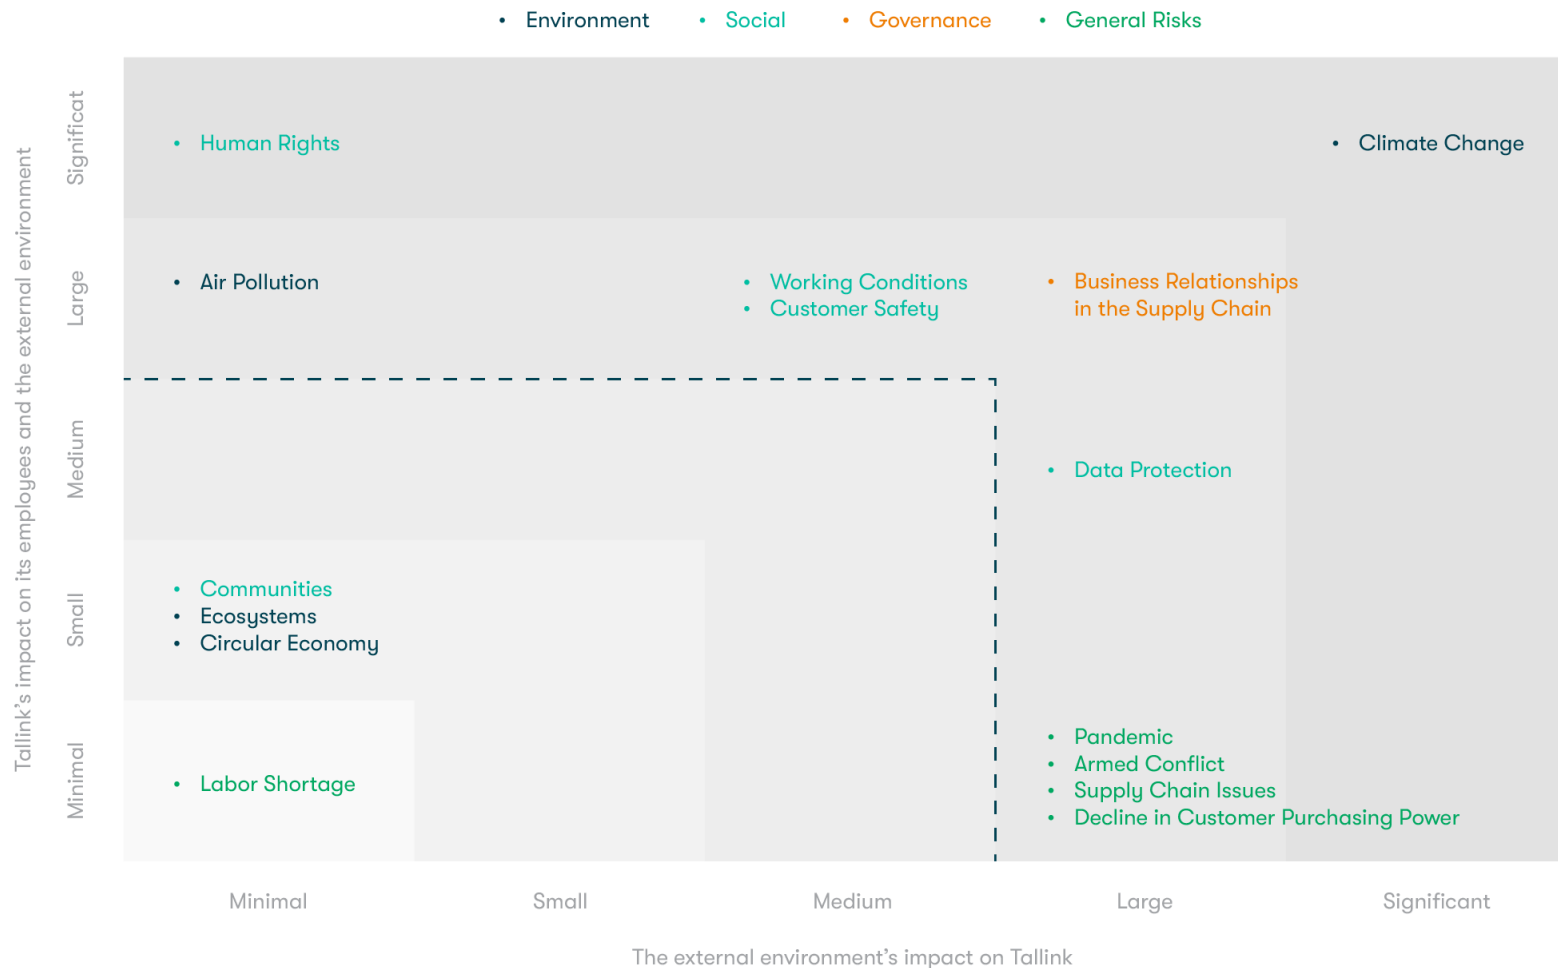 • Environment • Social • Governance • General Risks
Tallink's impact on its employees and the external environment
Significat
• Human Rights
• Climate Change
Large
• Air Pollution
• Working Conditions
• Customer Safety
• Business Relationships
in the Supply Chain
Medium
• Data Protection
Small
• Communities
• Ecosystems
• Circular Economy
Minimal
• Labor Shortage
• Pandemic
• Armed Conflict
• Supply Chain Issues
• Decline in Customer Purchasing Power
Minimal Small Medium Large Significant
The external environment's impact on Tallink